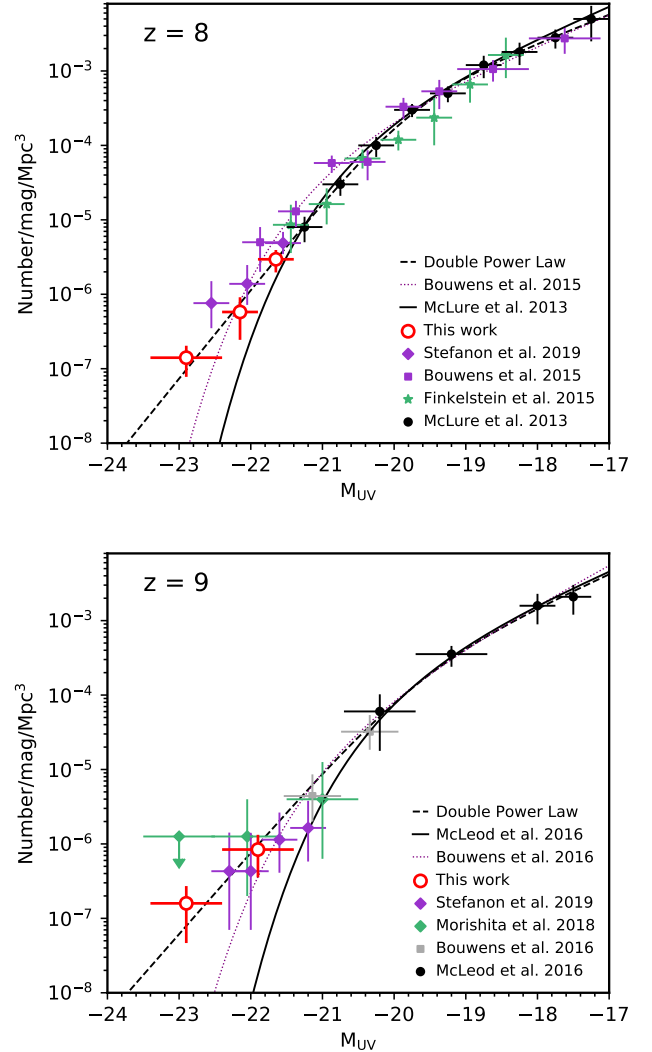 z = 8
Number/mag/Mpc³
10⁻³
10⁻⁴
10⁻⁵
10⁻⁶
10⁻⁷
10⁻⁸
Double Power Law
Bouwens et al. 2015
McLure et al. 2013
This work
Stefanon et al. 2019
Bouwens et al. 2015
Finkelstein et al. 2015
McLure et al. 2013
−24 −23 −22 −21 −20 −19 −18 −17
M_UV
z = 9
Number/mag/Mpc³
10⁻³
10⁻⁴
10⁻⁵
10⁻⁶
10⁻⁷
10⁻⁸
Double Power Law
McLeod et al. 2016
Bouwens et al. 2016
This work
Stefanon et al. 2019
Morishita et al. 2018
Bouwens et al. 2016
McLeod et al. 2016
−24 −23 −22 −21 −20 −19 −18 −17
M_UV